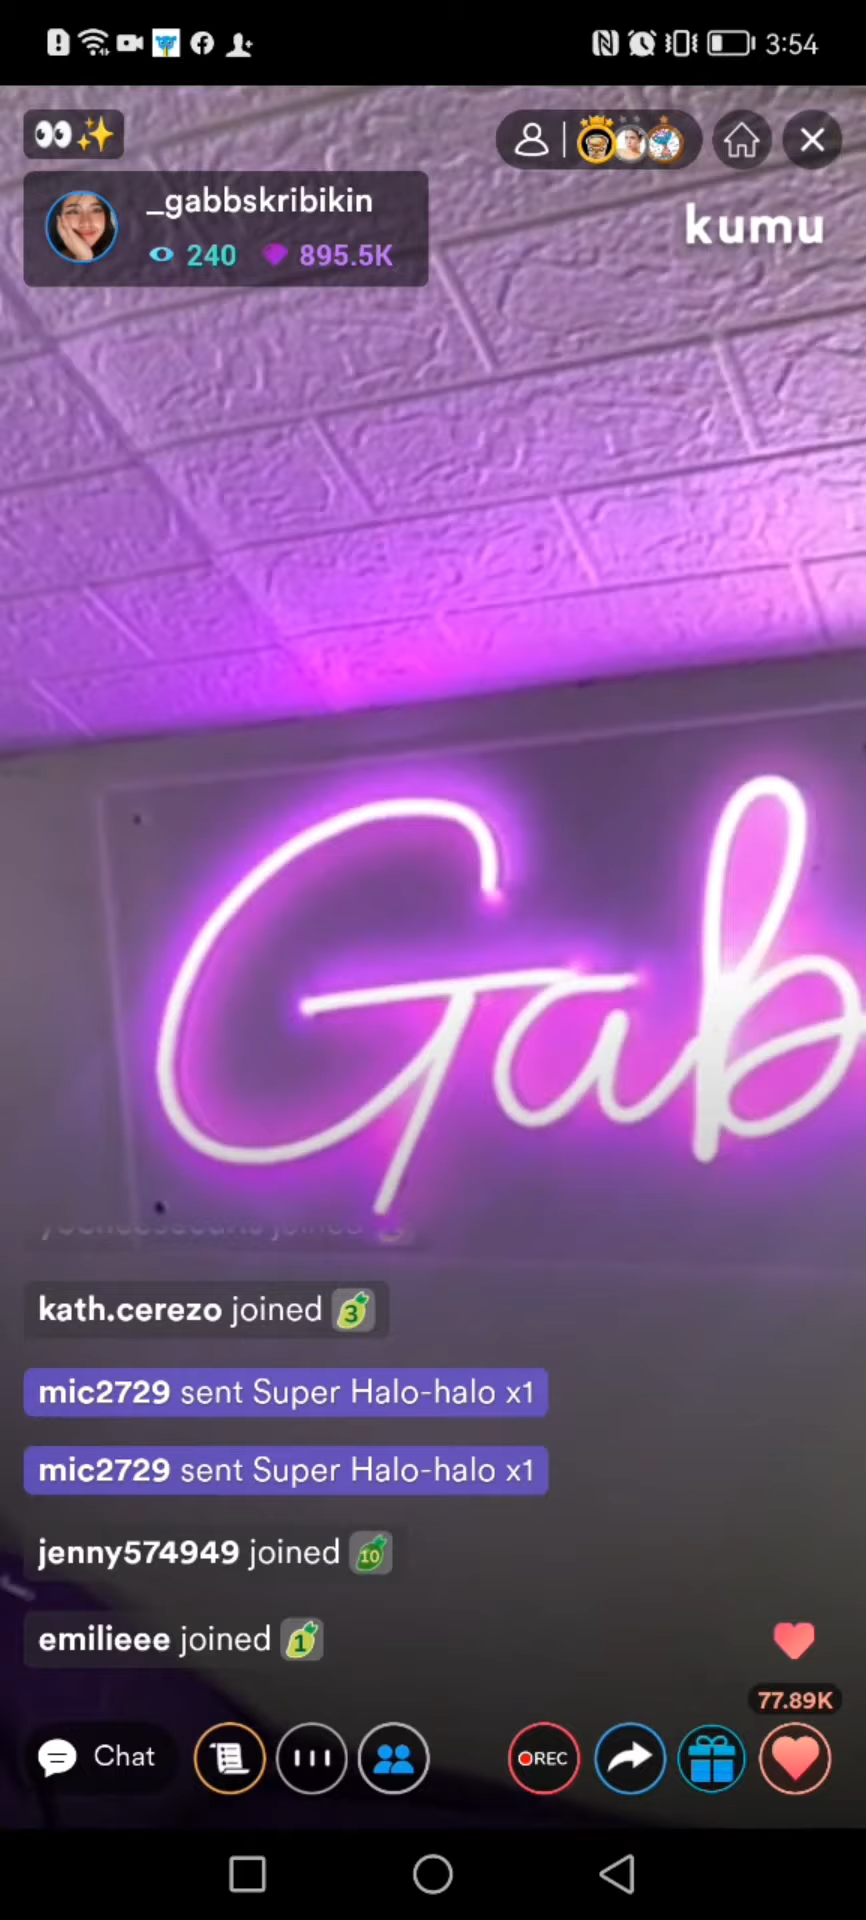 3:54
_gabbskribikin
240 895.5K
kumu
Gab
kath.cerezo joined 3
mic2729 sent Super Halo-halo x1
mic2729 sent Super Halo-halo x1
jenny574949 joined 10
emilieee joined 1
77.89K
Chat
REC